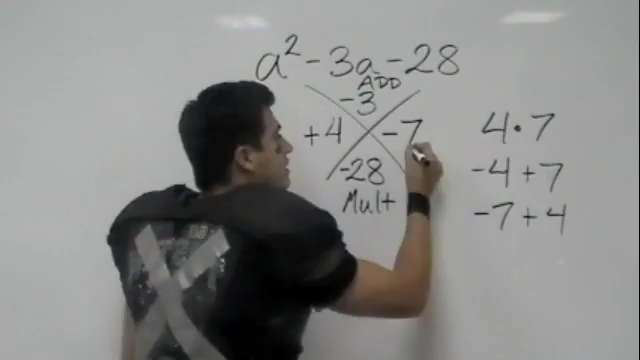 a² - 3a - 28
ADD
-3
+4 -7
-28
Mult
4 · 7
-4 + 7
-7 + 4